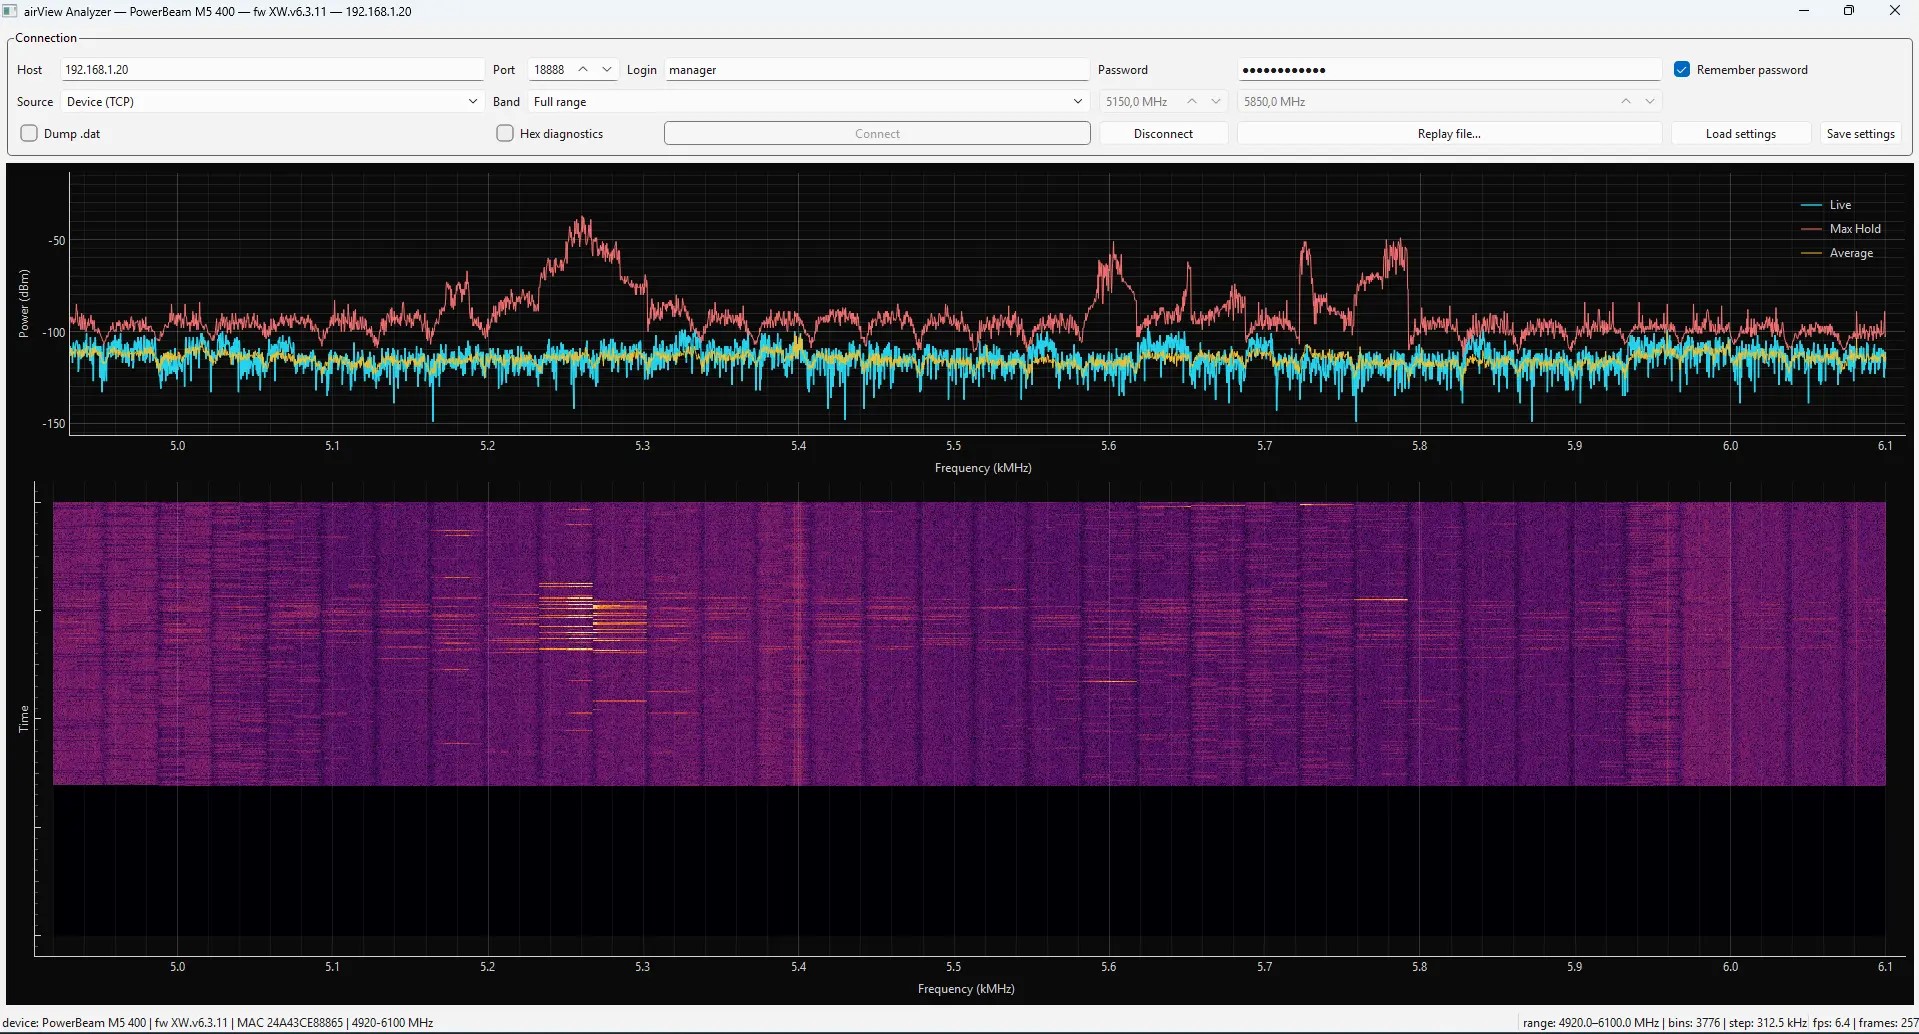 airView Analyzer — PowerBeam M5 400 — fw XW.v6.3.11 — 192.168.1.20
Connection
Host 192.168.1.20 Port 18888 Login manager Password ●●●●●●●●●●●● Remember password
Source Device (TCP) Band Full range 5150,0 MHz 5850,0 MHz
Dump .dat Hex diagnostics Connect Disconnect Replay file... Load settings Save settings
Live
Max Hold
Average
Power (dBm)
-50
-100
-150
5.0 5.1 5.2 5.3 5.4 5.5 5.6 5.7 5.8 5.9 6.0 6.1
Frequency (kMHz)
Time
5.0 5.1 5.2 5.3 5.4 5.5 5.6 5.7 5.8 5.9 6.0 6.1
Frequency (kMHz)
device: PowerBeam M5 400 | fw XW.v6.3.11 | MAC 24A43CE88865 | 4920-6100 MHz range: 4920.0–6100.0 MHz | bins: 3776 | step: 312.5 kHz fps: 6.4 | frames: 257